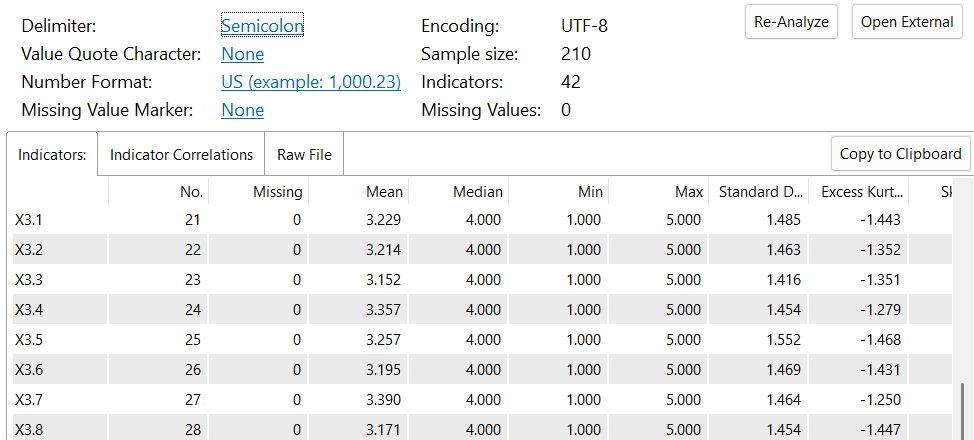 Delimiter: Semicolon Encoding: UTF-8 Re-Analyze Open External
Value Quote Character: None Sample size: 210
Number Format: US (example: 1,000.23) Indicators: 42
Missing Value Marker: None Missing Values: 0
Indicators: Indicator Correlations Raw File Copy to Clipboard
No. Missing Mean Median Min Max Standard D... Excess Kurt... Sk
X3.1 21 0 3.229 4.000 1.000 5.000 1.485 -1.443
X3.2 22 0 3.214 4.000 1.000 5.000 1.463 -1.352
X3.3 23 0 3.152 4.000 1.000 5.000 1.416 -1.351
X3.4 24 0 3.357 4.000 1.000 5.000 1.454 -1.279
X3.5 25 0 3.257 4.000 1.000 5.000 1.552 -1.468
X3.6 26 0 3.195 4.000 1.000 5.000 1.469 -1.431
X3.7 27 0 3.390 4.000 1.000 5.000 1.464 -1.250
X3.8 28 0 3.171 4.000 1.000 5.000 1.454 -1.447